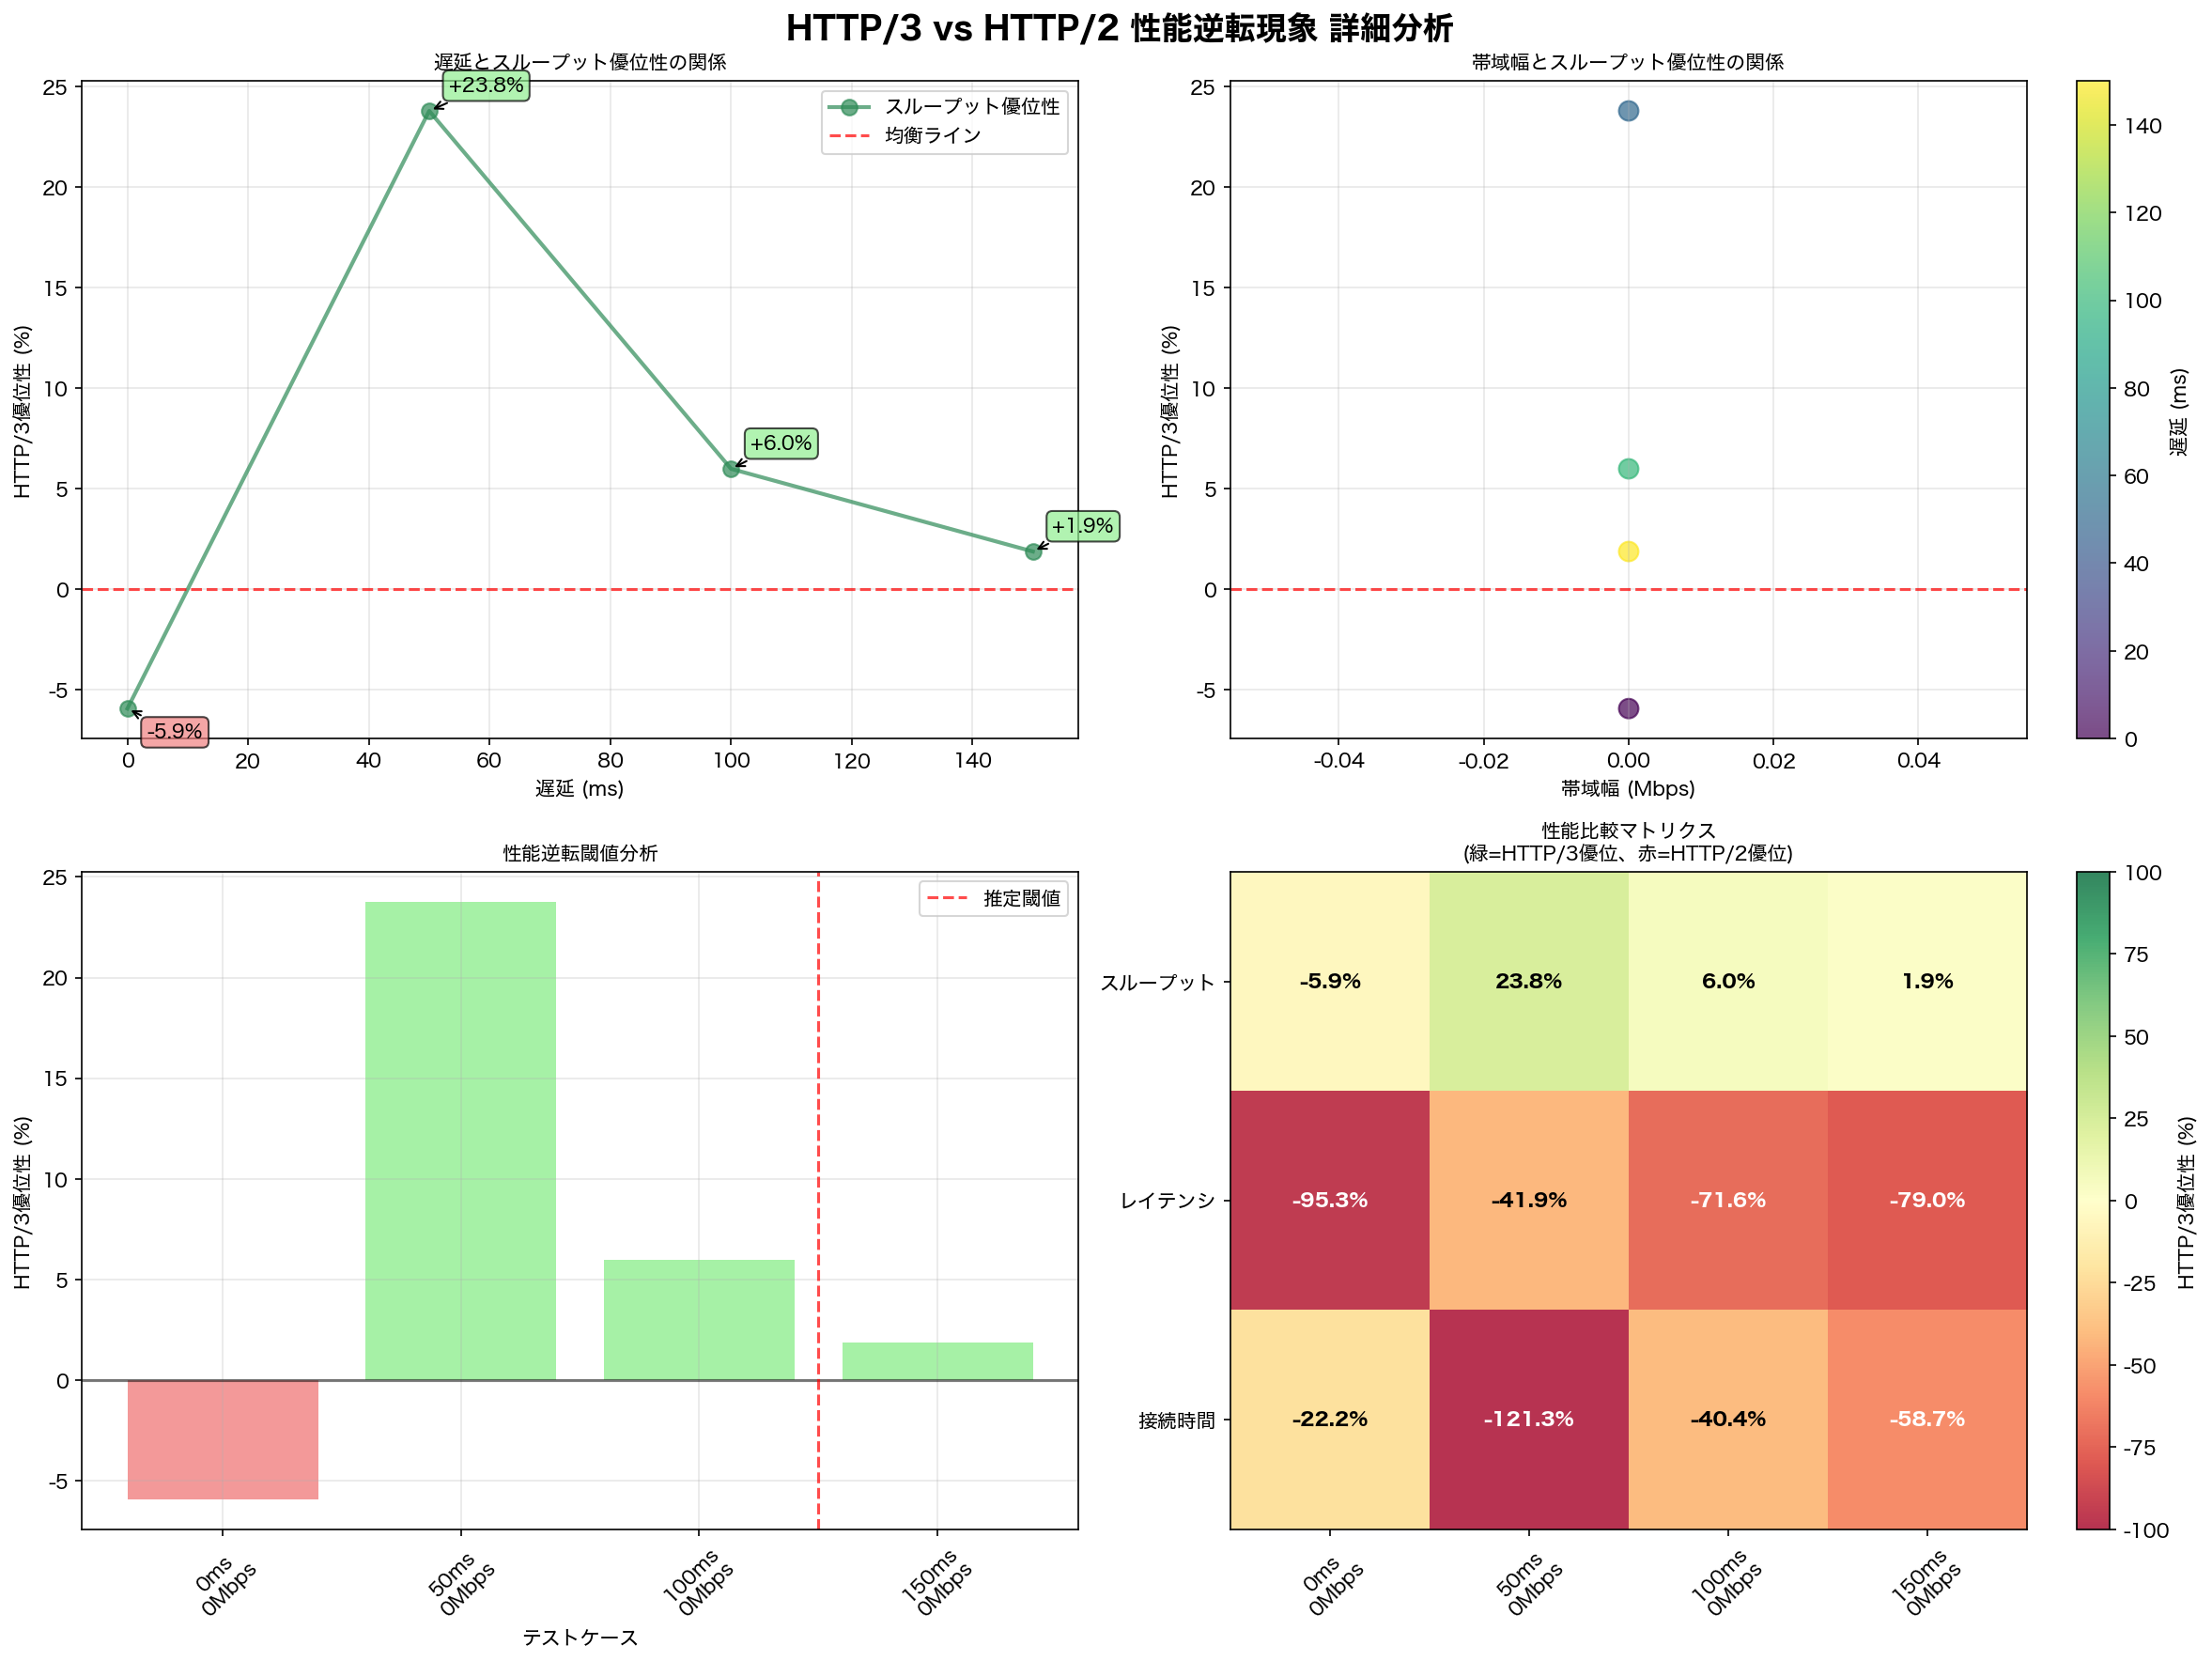 HTTP/3 vs HTTP/2 性能逆転現象 詳細分析
遅延とスループット優位性の関係
25
20
15
10
5
0
-5
HTTP/3優位性 (%)
+23.8%
+6.0%
+1.9%
-5.9%
スループット優位性
均衡ライン
0
20
40
60
80
100
120
140
遅延 (ms)
帯域幅とスループット優位性の関係
25
20
15
10
5
0
-5
HTTP/3優位性 (%)
-0.04
-0.02
0.00
0.02
0.04
帯域幅 (Mbps)
140
120
100
80
60
40
20
0
遅延 (ms)
性能逆転閾値分析
25
20
15
10
5
0
-5
HTTP/3優位性 (%)
推定閾値
0ms
0Mbps
50ms
0Mbps
100ms
0Mbps
150ms
0Mbps
テストケース
性能比較マトリクス
(緑=HTTP/3優位、赤=HTTP/2優位)
スループット
-5.9%
23.8%
6.0%
1.9%
レイテンシ
-95.3%
-41.9%
-71.6%
-79.0%
接続時間
-22.2%
-121.3%
-40.4%
-58.7%
0ms
0Mbps
50ms
0Mbps
100ms
0Mbps
150ms
0Mbps
100
75
50
25
0
-25
-50
-75
-100
HTTP/3優位性 (%)